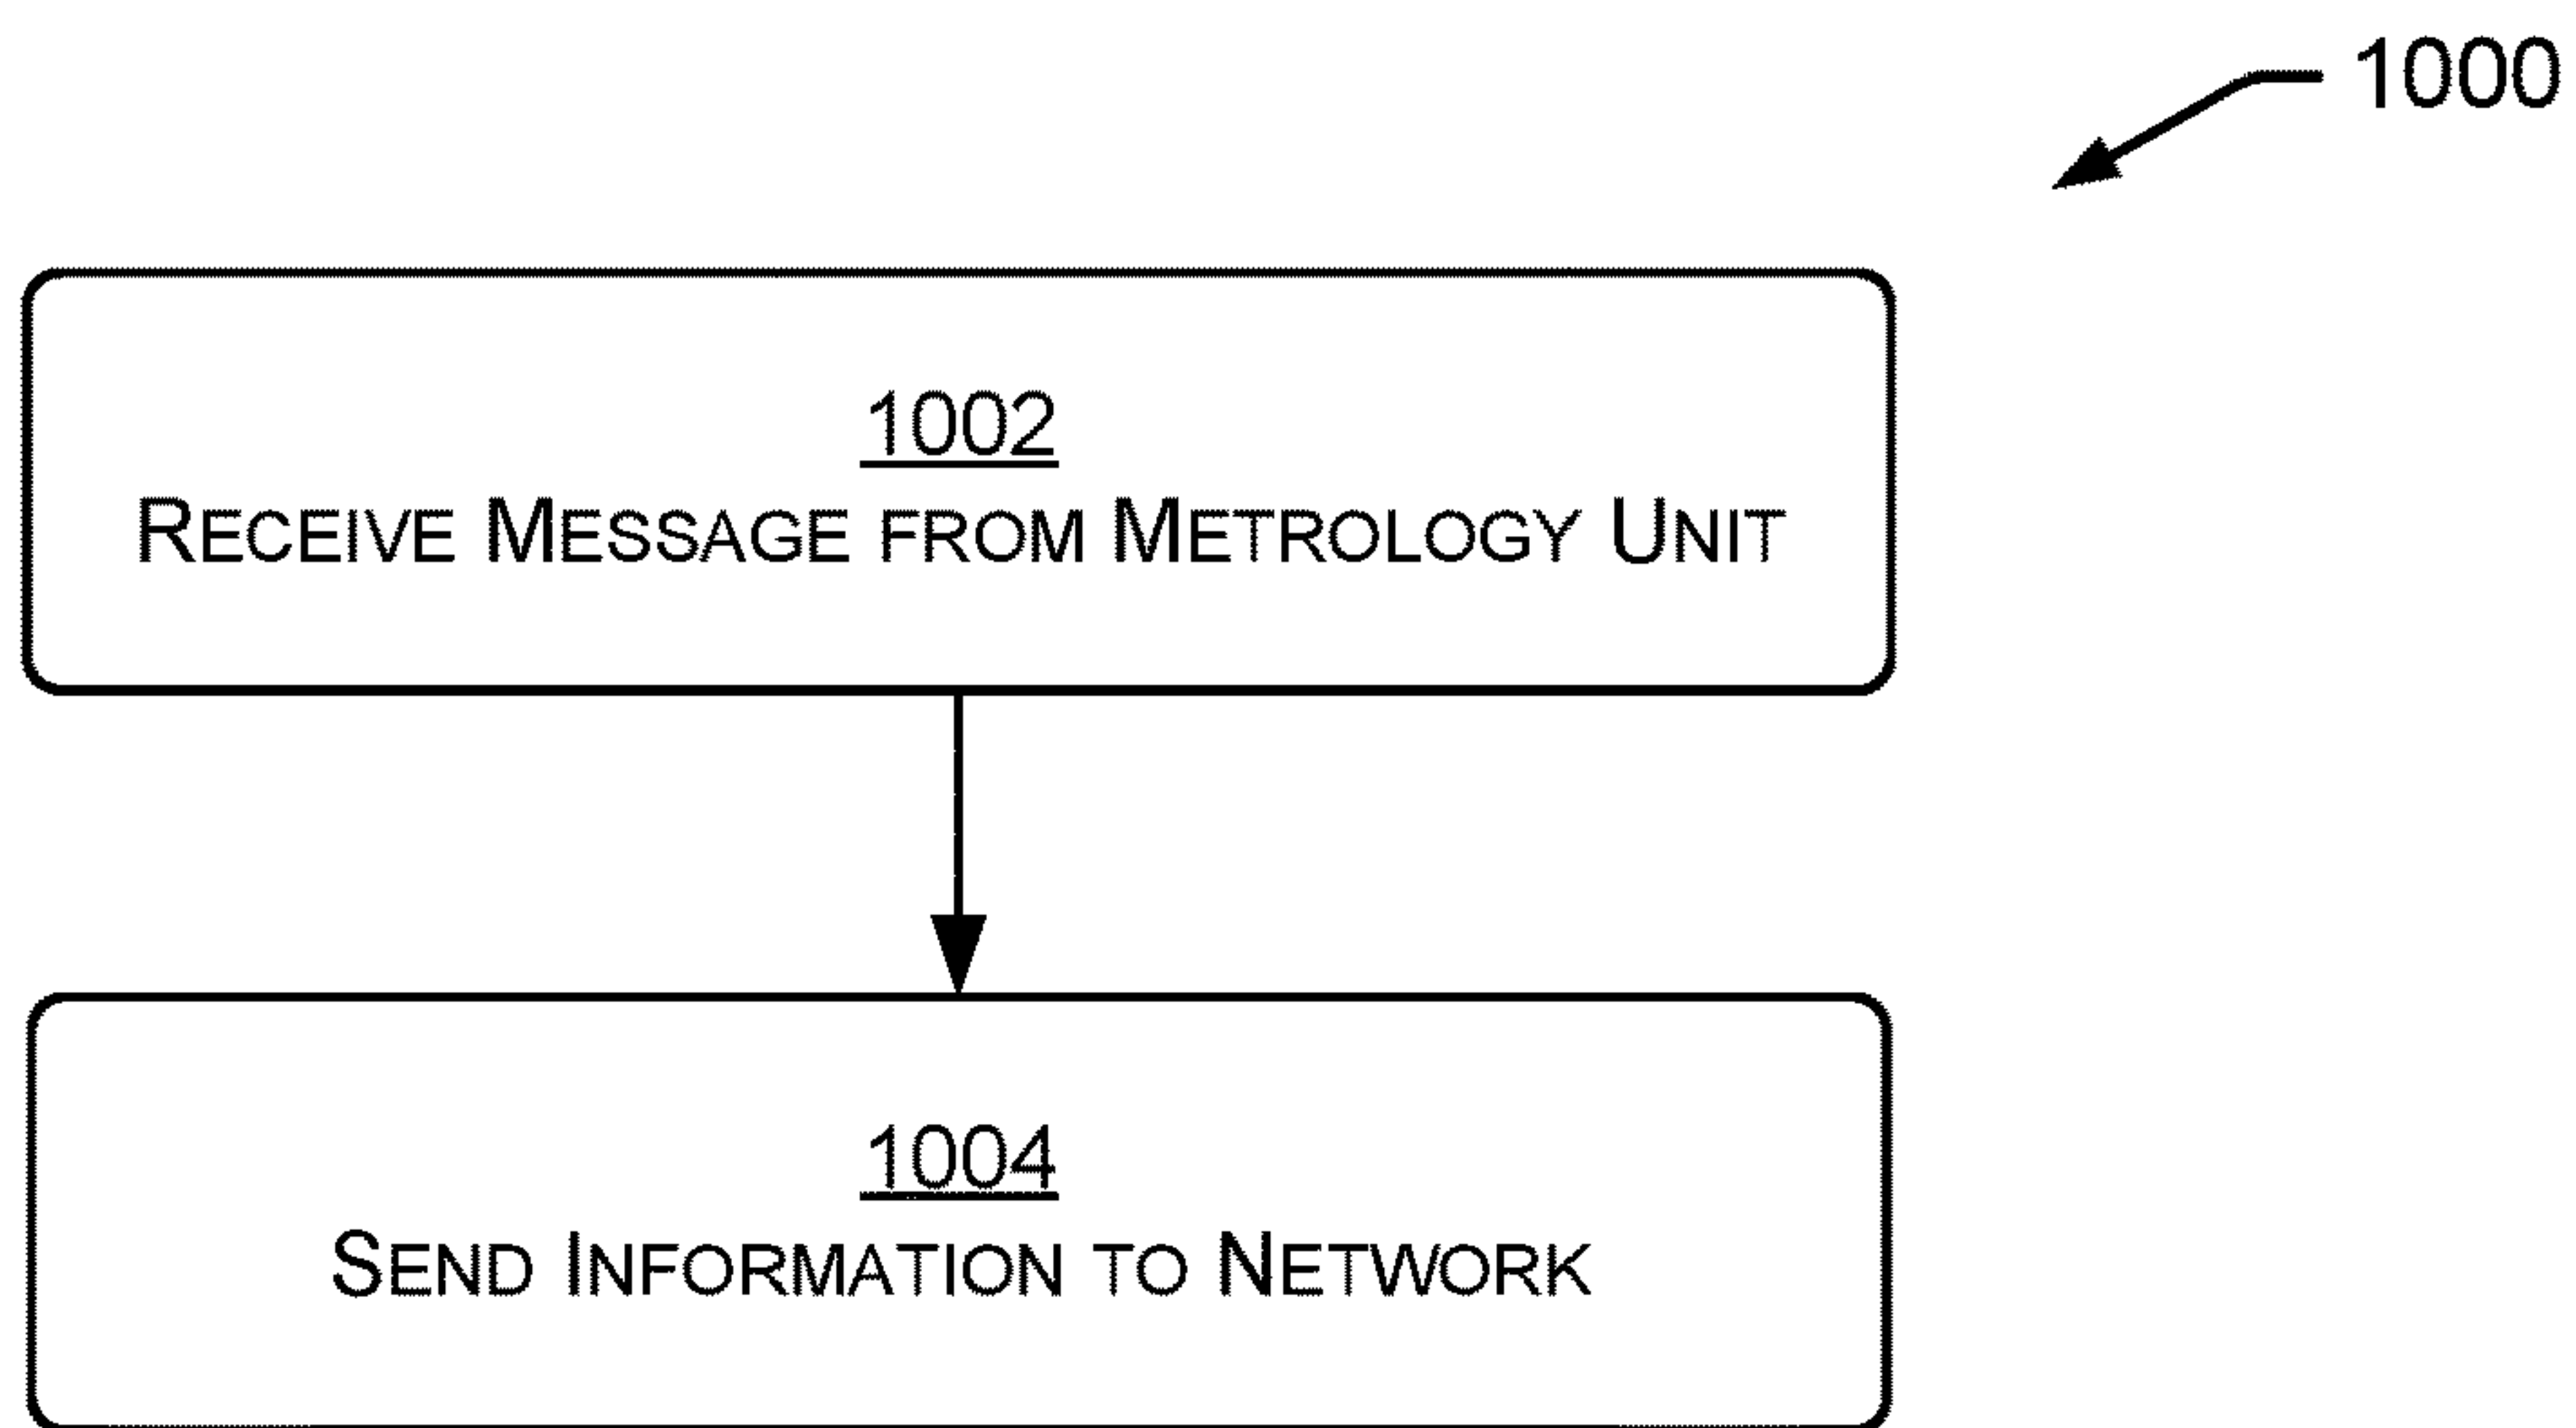 1000
1002
RECEIVE MESSAGE FROM METROLOGY UNIT
1004
SEND INFORMATION TO NETWORK